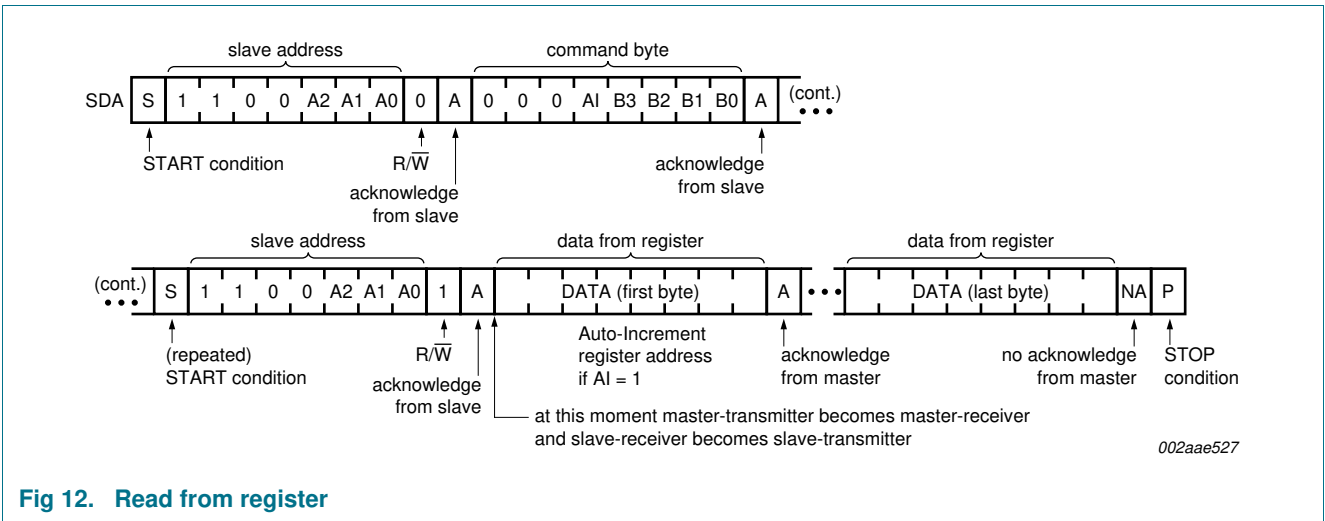 slave address command byte
SDA S 1 1 0 0 A2 A1 A0 0 A 0 0 0 AI B3 B2 B1 B0 A (cont.)
START condition R/W̅ acknowledge
acknowledge from slave
from slave
slave address data from register data from register
(cont.) S 1 1 0 0 A2 A1 A0 1 A DATA (first byte) A DATA (last byte) NA P
(repeated) R/W̅ Auto-Increment acknowledge no acknowledge STOP
START condition register address from master from master condition
acknowledge if AI = 1
from slave
at this moment master-transmitter becomes master-receiver
and slave-receiver becomes slave-transmitter
002aae527
Fig 12. Read from register